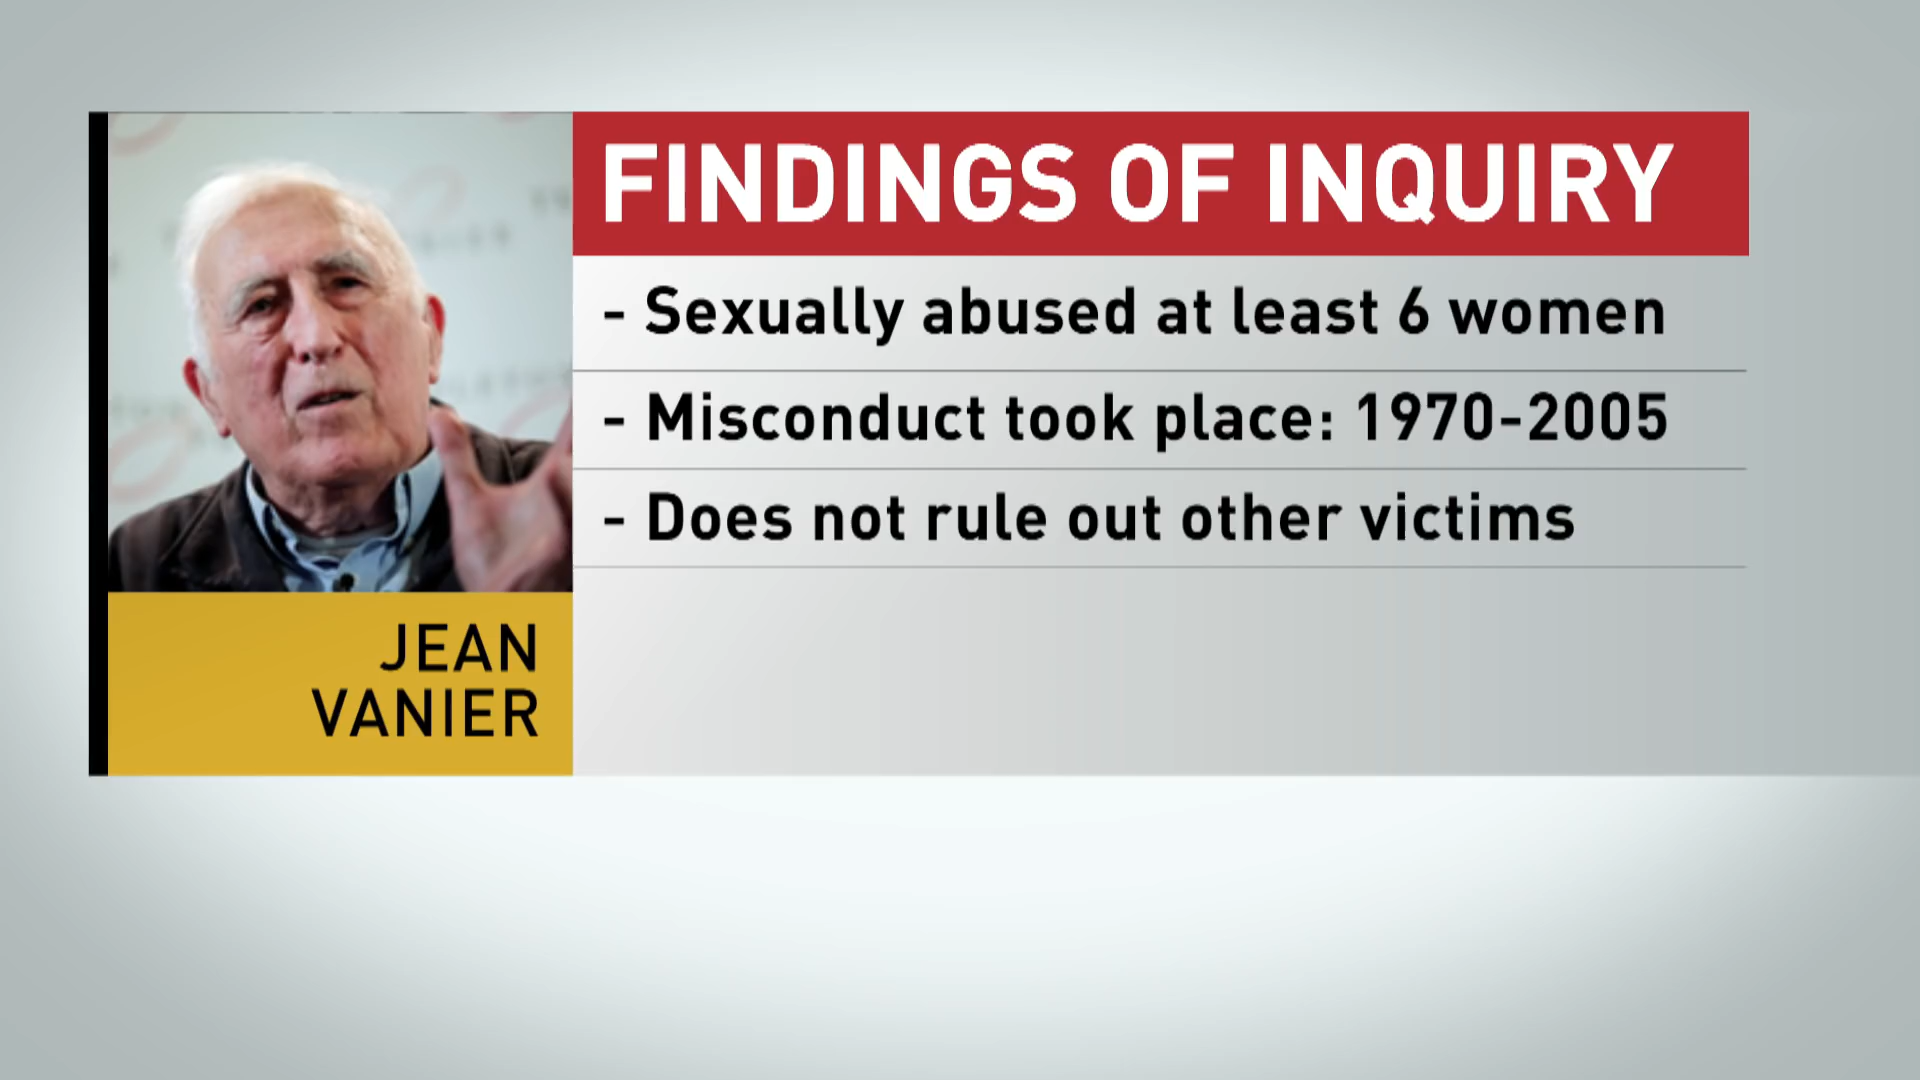 FINDINGS OF INQUIRY
- Sexually abused at least 6 women
- Misconduct took place: 1970-2005
- Does not rule out other victims
JEAN
VANIER